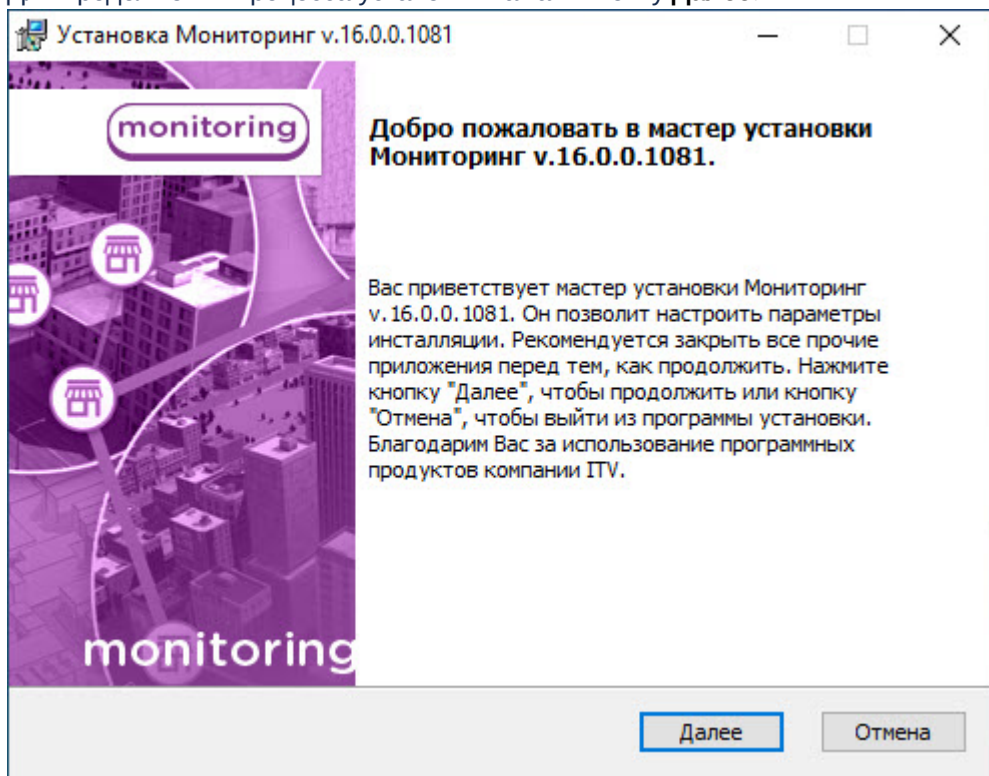 Установка Мониторинг v.16.0.0.1081
monitoring
Добро пожаловать в мастер установки
Мониторинг v.16.0.0.1081.
Вас приветствует мастер установки Мониторинг
v.16.0.0.1081. Он позволит настроить параметры
инсталляции. Рекомендуется закрыть все прочие
приложения перед тем, как продолжить. Нажмите
кнопку "Далее", чтобы продолжить или кнопку
"Отмена", чтобы выйти из программы установки.
Благодарим Вас за использование программных
продуктов компании ITV.
monitoring
Далее
Отмена